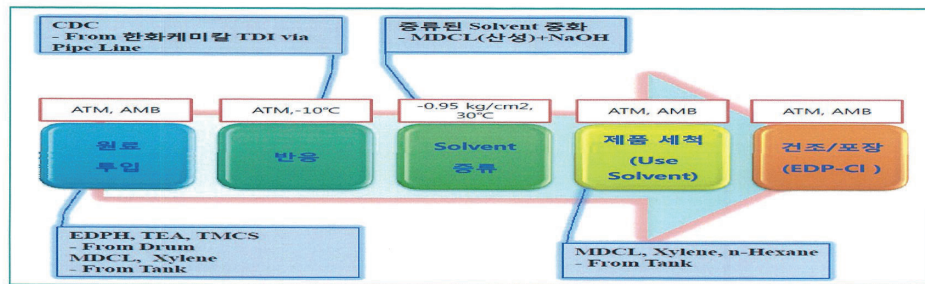 CDC
- From 한화케미칼 TDI via
Pipe Line
증류된 Solvent 중화
- MDCL(산성)+NaOH
ATM, AMB
ATM,-10℃
-0.95 kg/cm2,
30℃
ATM, AMB
ATM, AMB
원료
투입
반응
Solvent
증류
제품 세척
(Use
Solvent)
건조/포장
(EDP-Cl )
EDPH, TEA, TMCS
- From Drum
MDCL, Xylene
- From Tank
MDCL, Xylene, n-Hexane
- From Tank